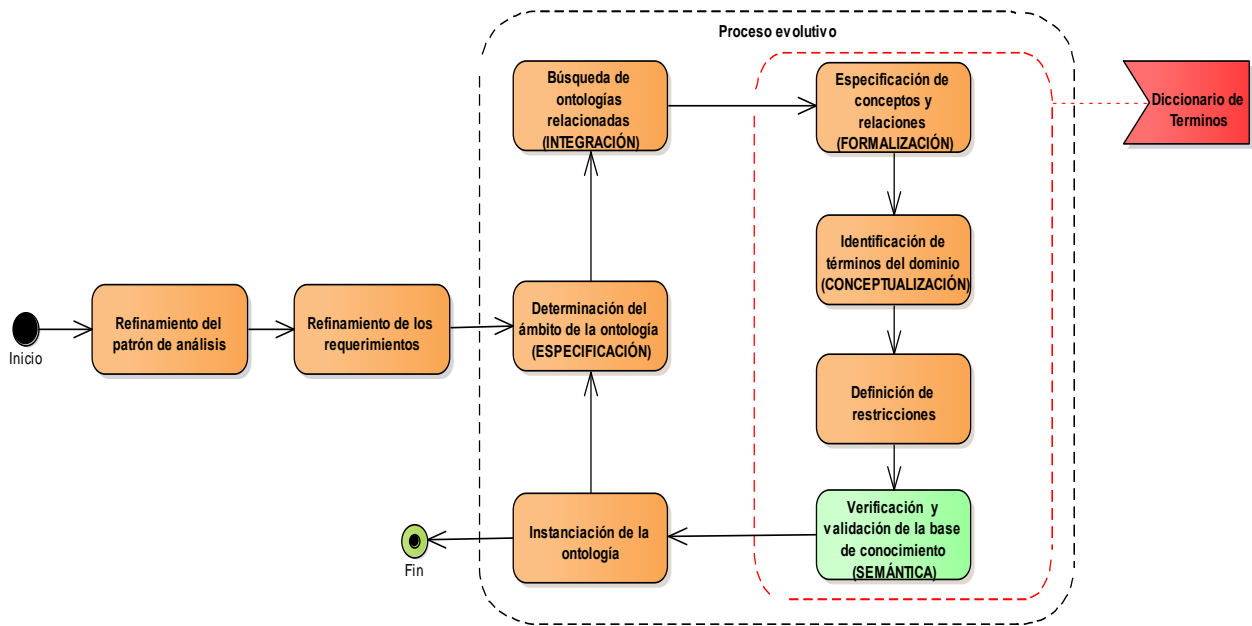 Proceso evolutivo
Búsqueda de
ontologías
relacionadas
(INTEGRACIÓN)
Especificación de
conceptos y
relaciones
(FORMALIZACIÓN)
Diccionario de
Terminos
Identificación de
términos del dominio
(CONCEPTUALIZACIÓN)
Inicio
Refinamiento del
patrón de análisis
Refinamiento de los
requerimientos
Determinación del
ámbito de la ontología
(ESPECIFICACIÓN)
Definición de
restricciones
Verificación y
validación de la base
de conocimiento
(SEMÁNTICA)
Instanciación de la
ontología
Fin